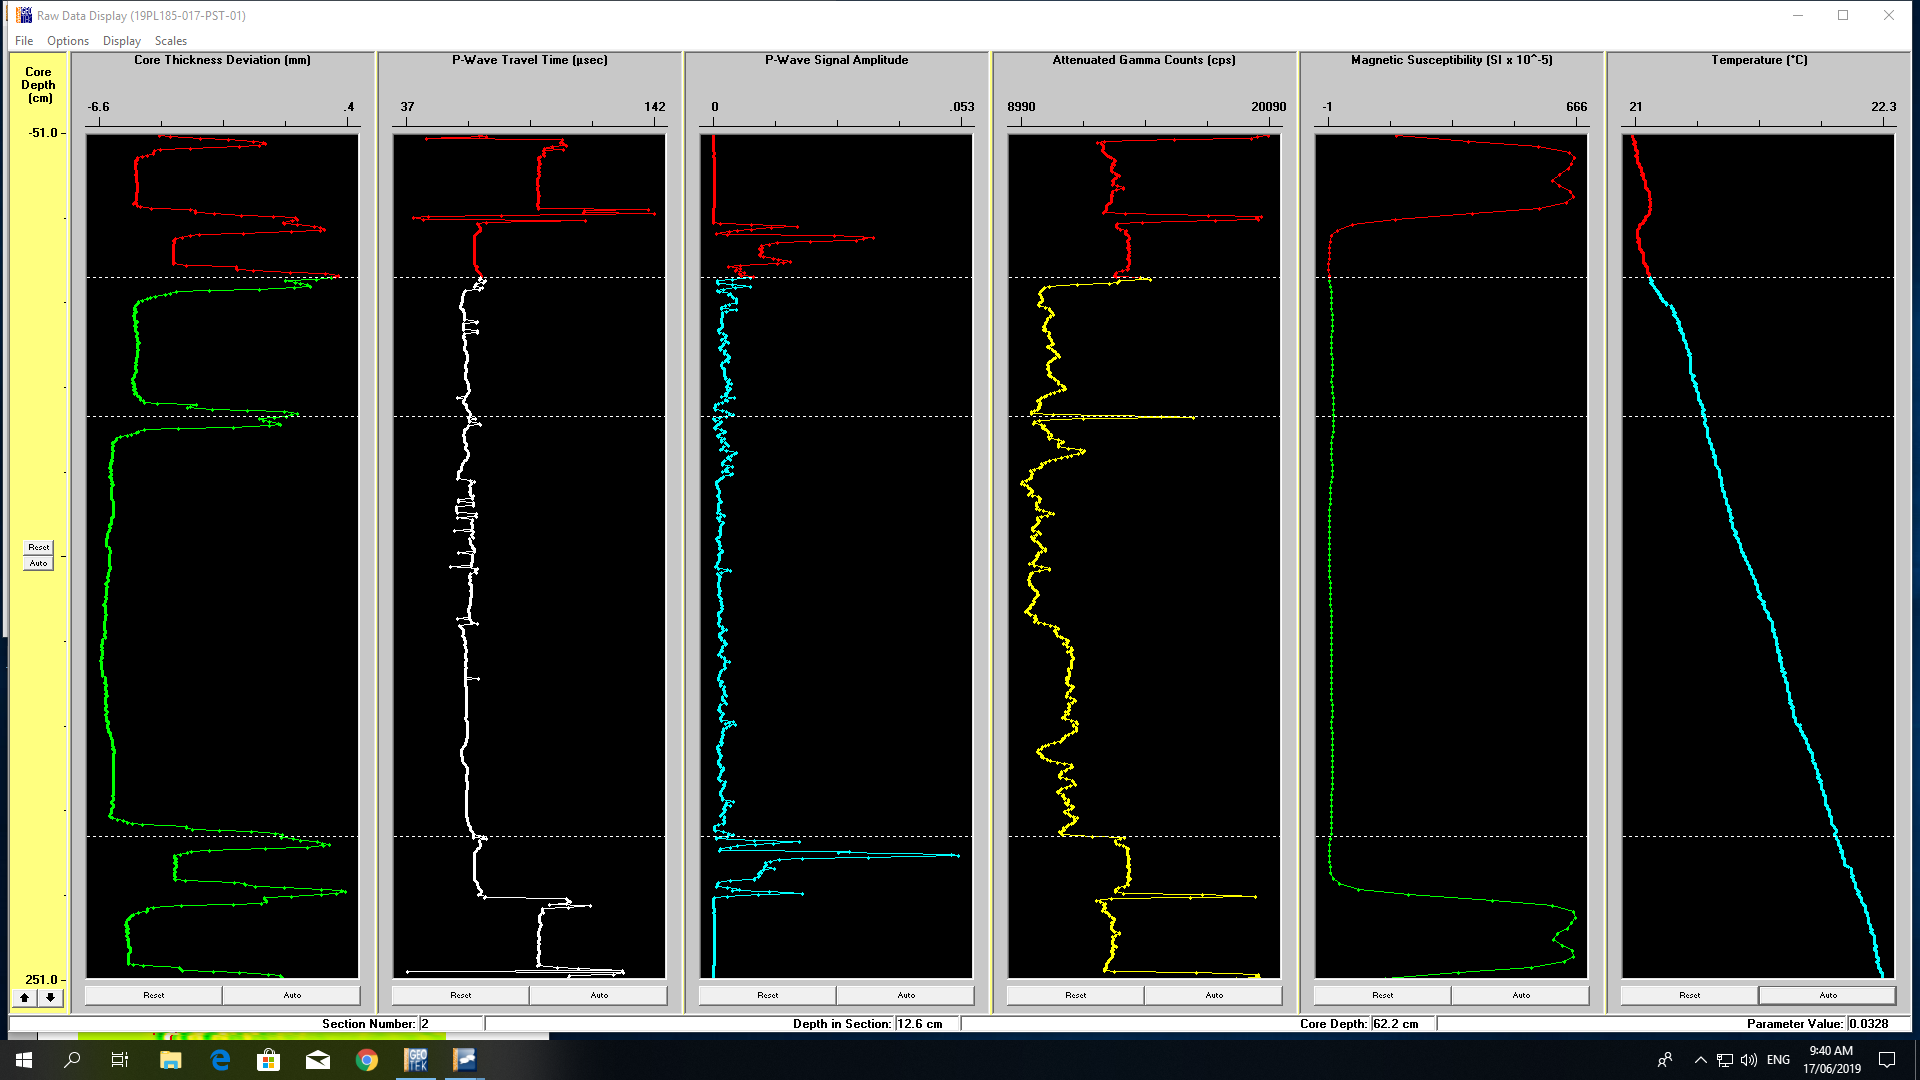 Raw Data Display (19PL185-017-PST-01)
File Options Display Scales
Core Depth (cm)
Core Thickness Deviation (mm)
P-Wave Travel Time (µsec)
P-Wave Signal Amplitude
Attenuated Gamma Counts (cps)
Magnetic Susceptibility (SI x 10^-5)
Temperature (°C)
-6.6 .4
37 142
0 .053
8990 20090
-1 666
21 22.3
-51.0
Reset
Auto
251.0
Reset Auto
Reset Auto
Reset Auto
Reset Auto
Reset Auto
Reset Auto
Section Number: 2
Depth in Section: 12.6 cm
Core Depth: 62.2 cm
Parameter Value: 0.0328
GEO
TEK
ENG
9:40 AM
17/06/2019